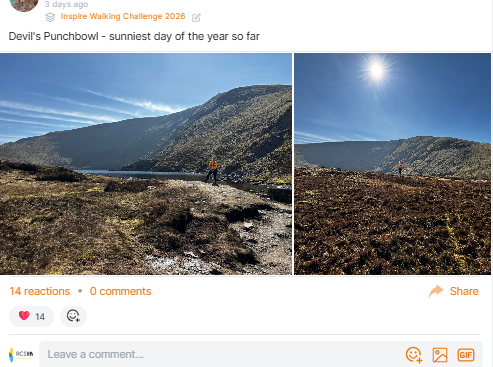 3 days ago
Inspire Walking Challenge 2026
Devil's Punchbowl - sunniest day of the year so far
14 reactions • 0 comments
Share
14
RCSI
Leave a comment...
GIF